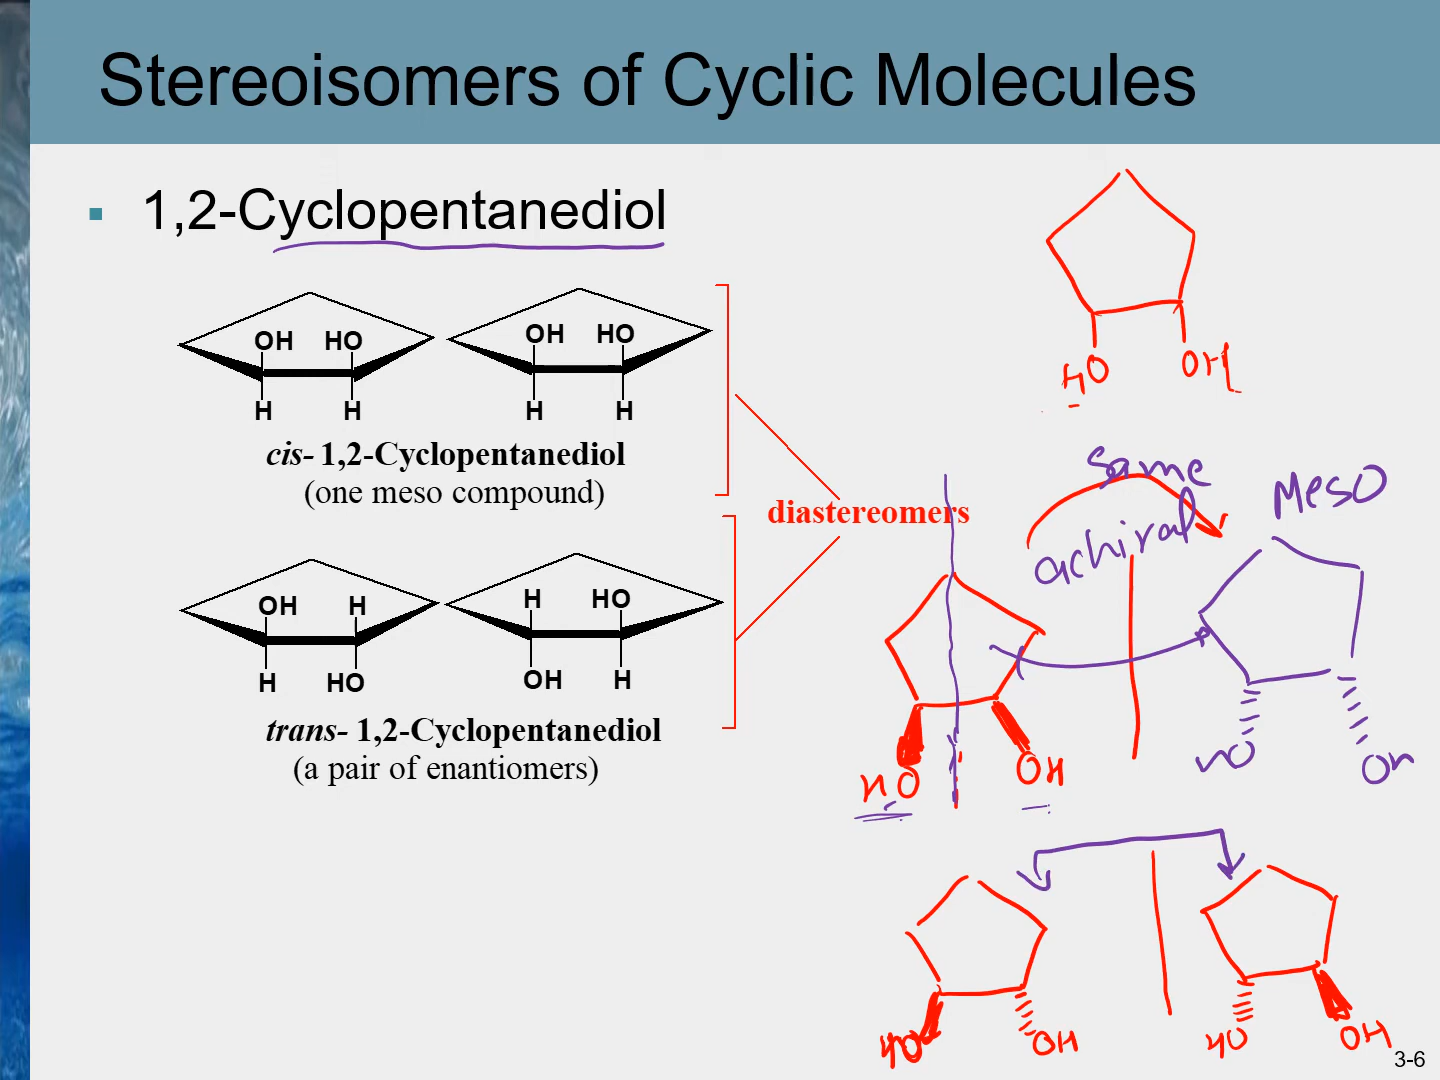 Stereoisomers of Cyclic Molecules
▪ 1,2-Cyclopentanediol
OH HO OH HO
H H H H
cis- 1,2-Cyclopentanediol
(one meso compound)
diastereomers
OH H H HO
H HO OH H
trans- 1,2-Cyclopentanediol
(a pair of enantiomers)
HO OH
same
achiral
Meso
HO OH
HO OH
HO OH
HO OH
3-6